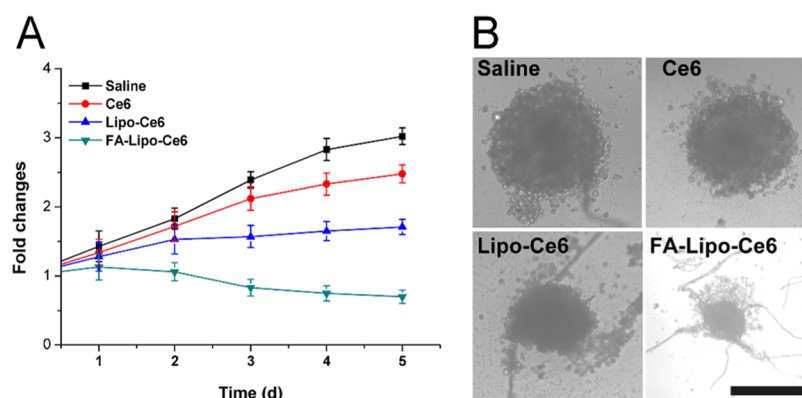 A
B
4
3
2
1
0
Fold changes
Saline
Ce6
Lipo-Ce6
FA-Lipo-Ce6
1 2 3 4 5
Time (d)
Saline
Ce6
Lipo-Ce6
FA-Lipo-Ce6